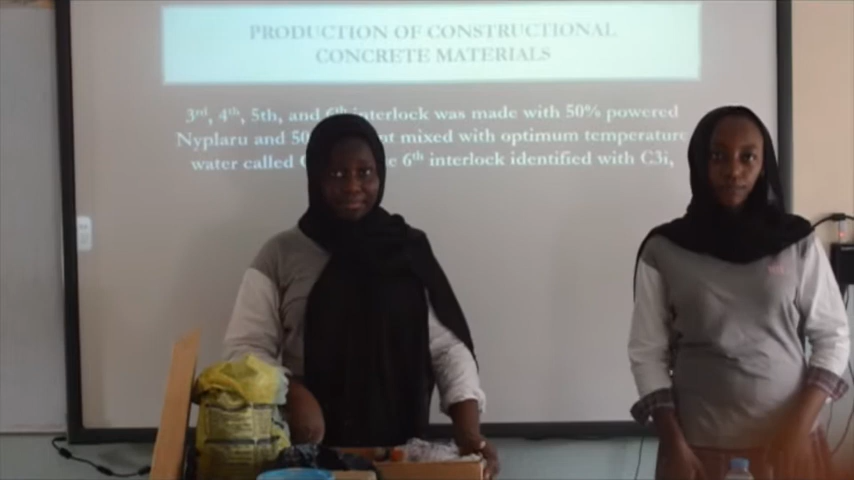 PRODUCTION OF CONSTRUCTIONAL
CONCRETE MATERIALS
3rd, 4th, 5th, and 6th interlock was made with 50% powered
Nyplaru and mixed with optimum temperature
water called 6th interlock identified with C3i,